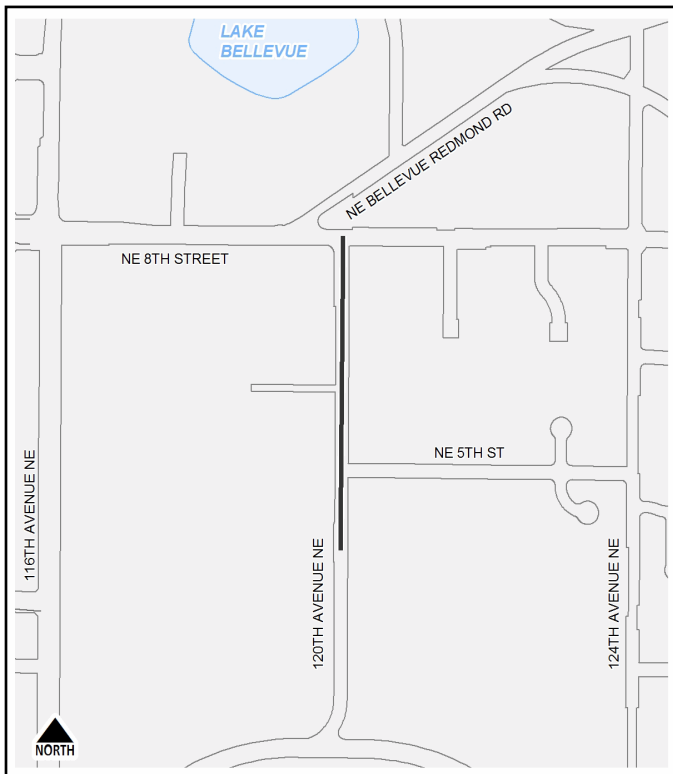 LAKE
BELLEVUE
NE BELLEVUE REDMOND RD
NE 8TH STREET
NE 5TH ST
116TH AVENUE NE
120TH AVENUE NE
124TH AVENUE NE
NORTH